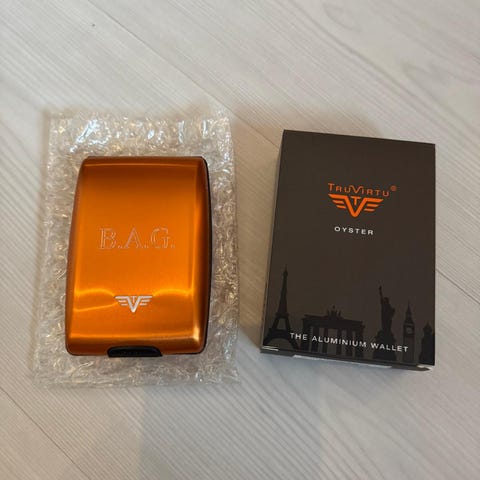 B.A.G.
TRUVIRTU®
OYSTER
THE ALUMINIUM WALLET